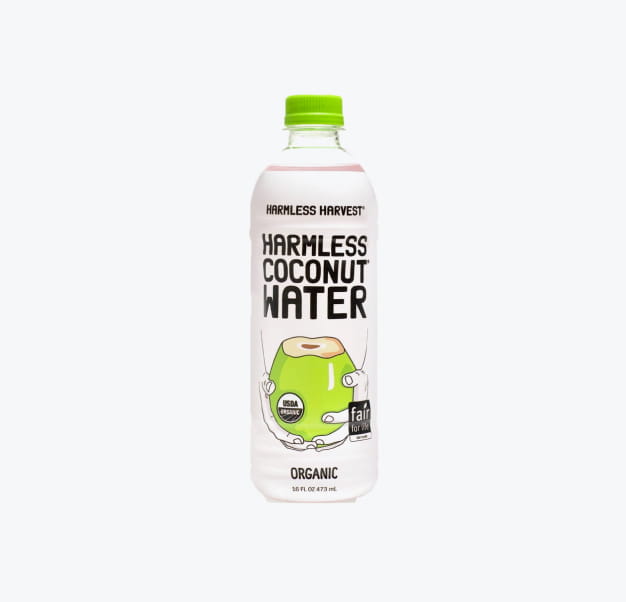 HARMLESS HARVEST®
HARMLESS
COCONUT®
WATER
USDA
ORGANIC
fair
for life
ORGANIC
16 FL OZ 473 mL